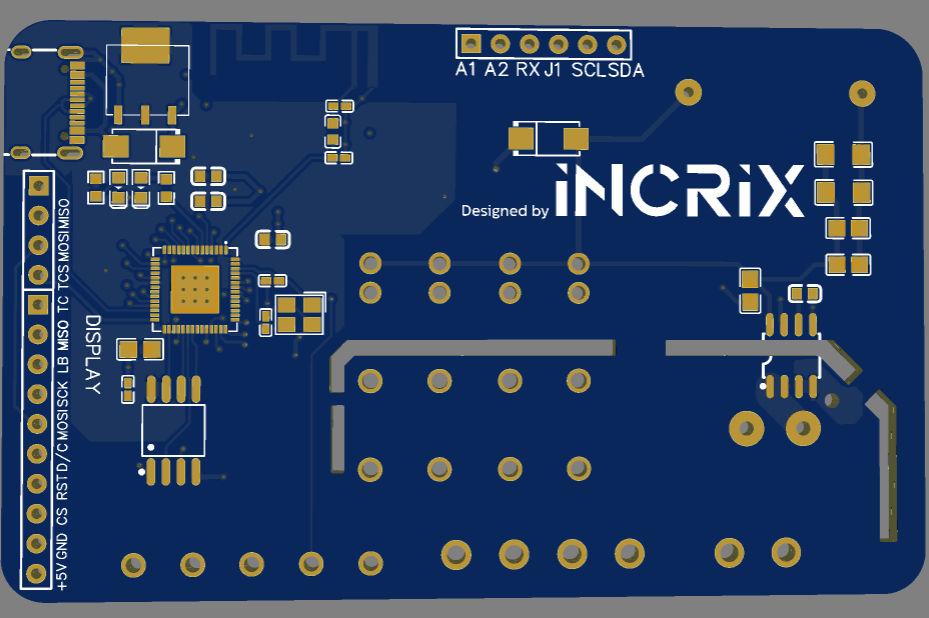 A1 A2 RX J1 SCL SDA
Designed by iNCRiX
MISO
MOSI
TCS
TC
MISO
LB
SCK
MOSI
D/C
RST
CS
GND
+5V
DISPLAY